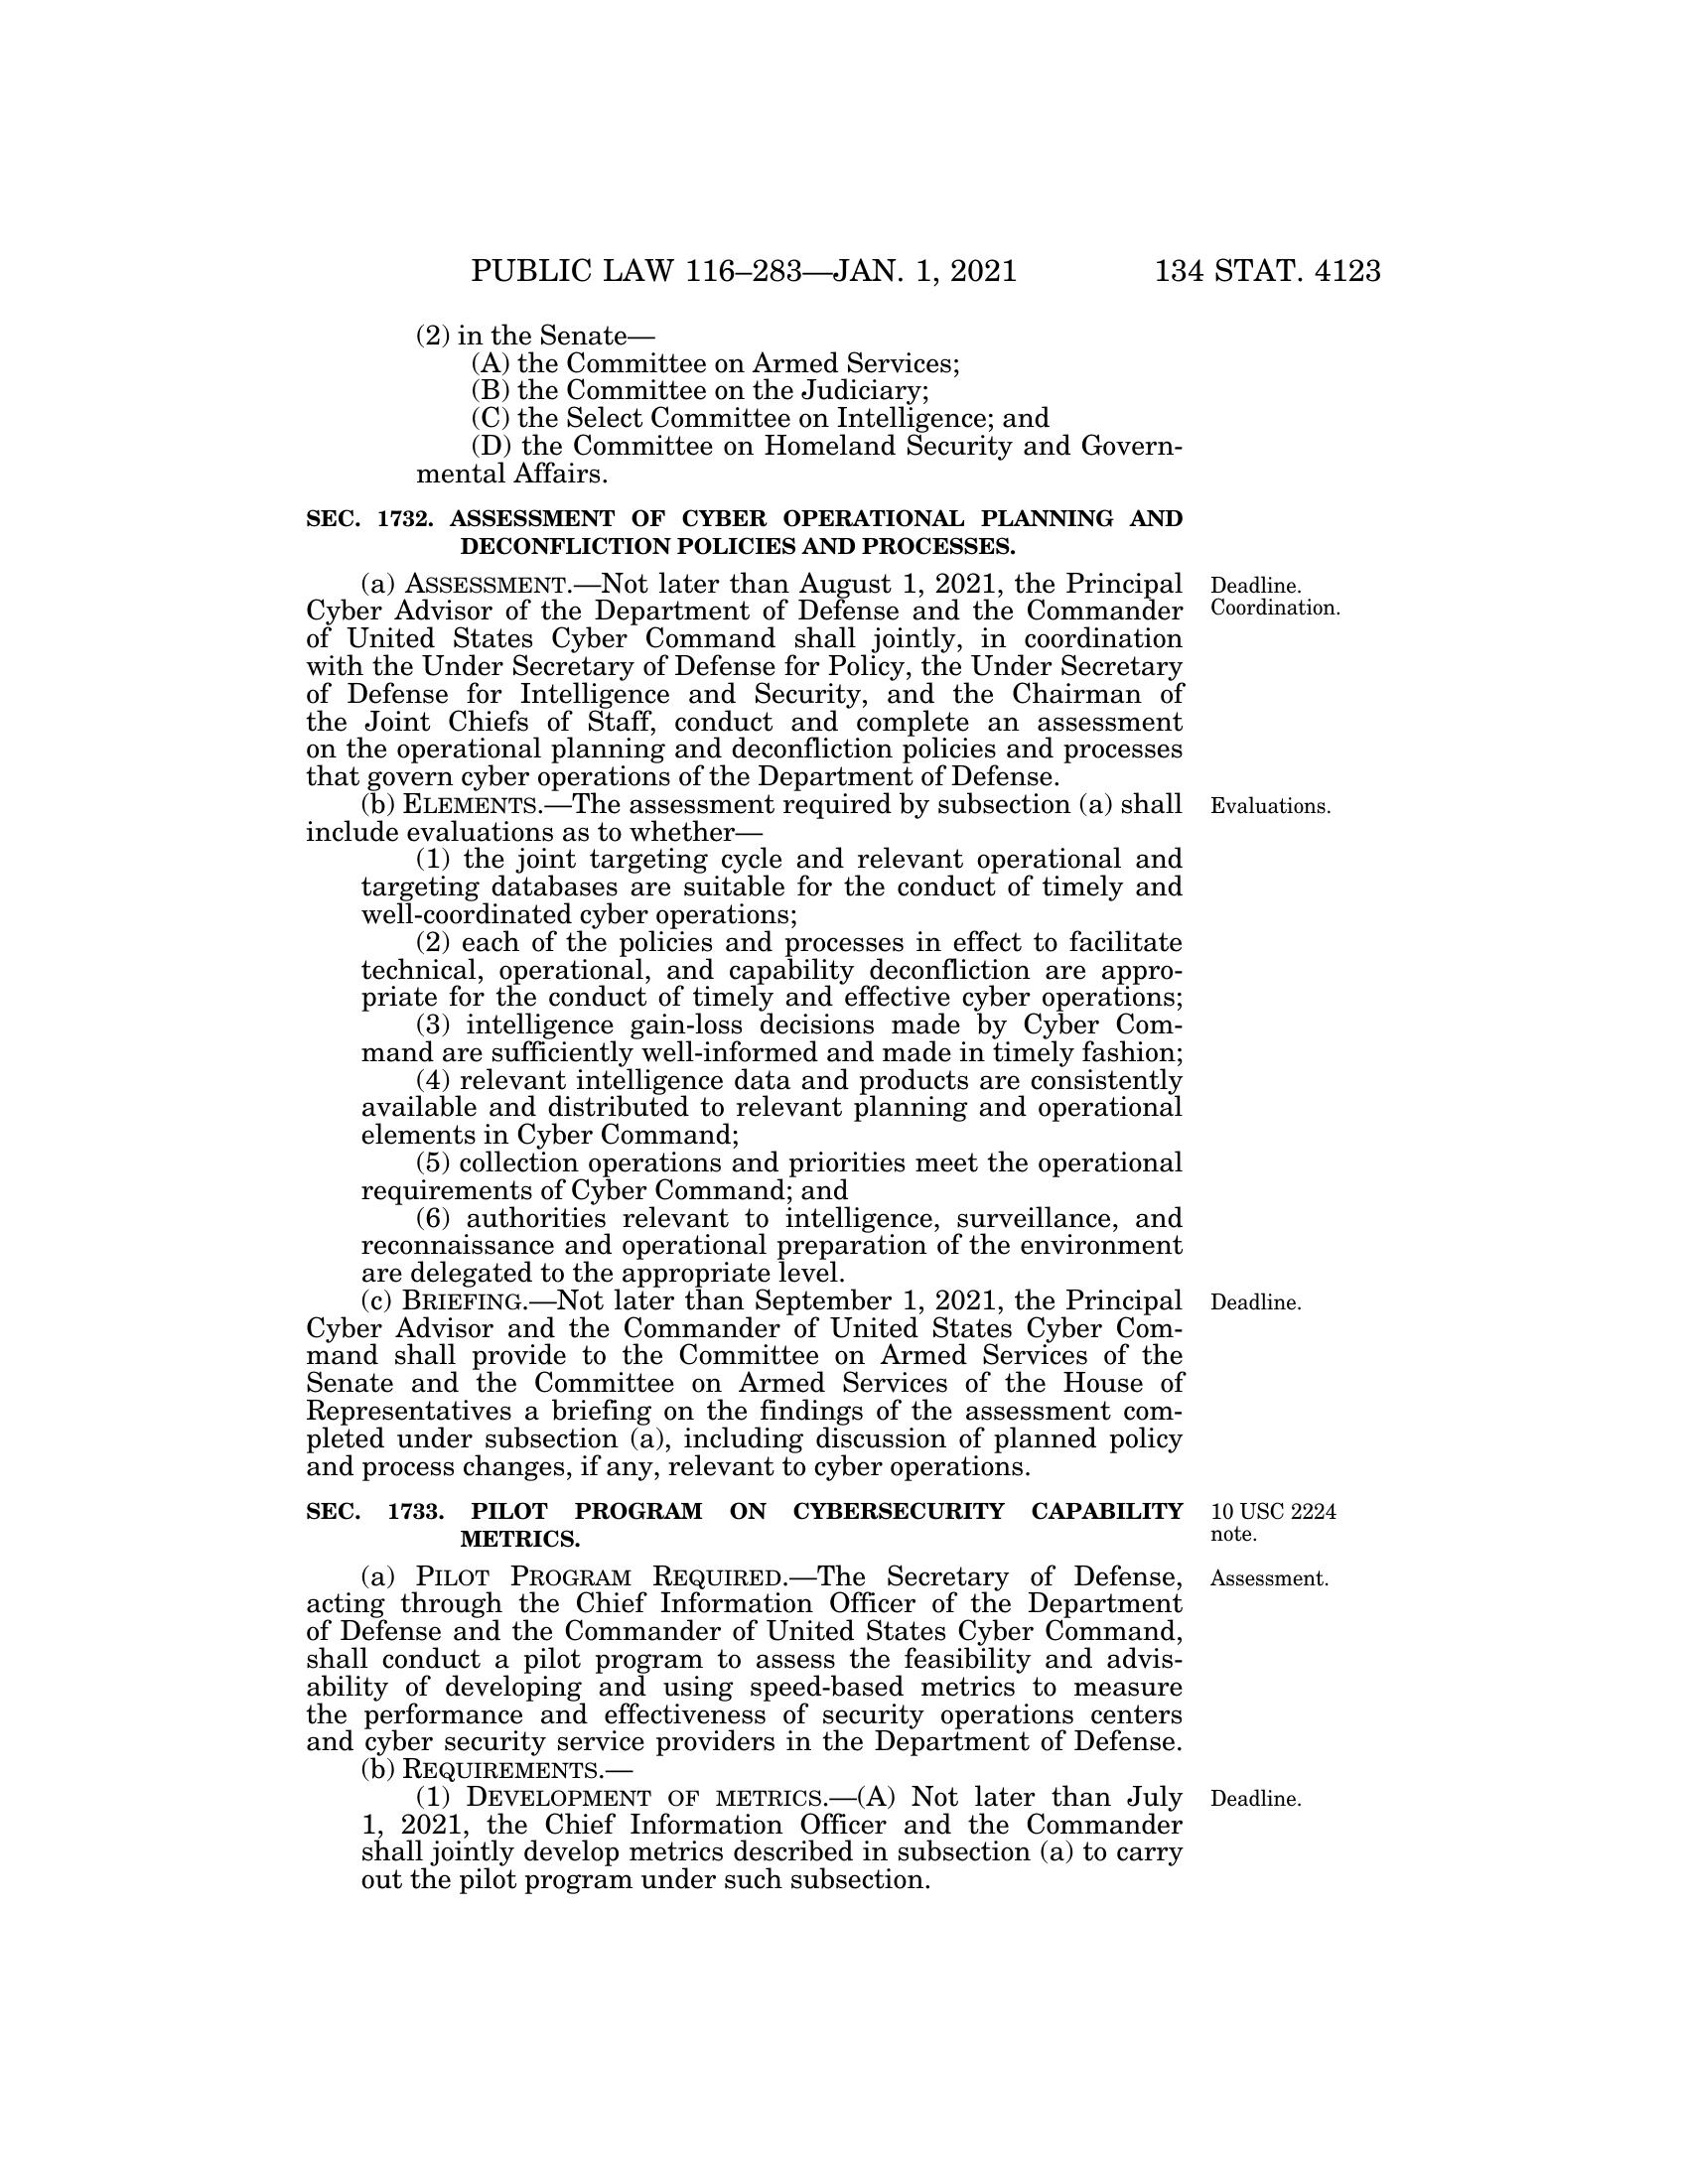 PUBLIC LAW 116–283—JAN. 1, 2021 134 STAT. 4123
(2) in the Senate—
(A) the Committee on Armed Services;
(B) the Committee on the Judiciary;
(C) the Select Committee on Intelligence; and
(D) the Committee on Homeland Security and Govern-
mental Affairs.
SEC. 1732. ASSESSMENT OF CYBER OPERATIONAL PLANNING AND
DECONFLICTION POLICIES AND PROCESSES.
(a) ASSESSMENT.—Not later than August 1, 2021, the Principal
Cyber Advisor of the Department of Defense and the Commander
of United States Cyber Command shall jointly, in coordination
with the Under Secretary of Defense for Policy, the Under Secretary
of Defense for Intelligence and Security, and the Chairman of
the Joint Chiefs of Staff, conduct and complete an assessment
on the operational planning and deconfliction policies and processes
that govern cyber operations of the Department of Defense.
Deadline.
Coordination.
(b) ELEMENTS.—The assessment required by subsection (a) shall
include evaluations as to whether—
Evaluations.
(1) the joint targeting cycle and relevant operational and
targeting databases are suitable for the conduct of timely and
well-coordinated cyber operations;
(2) each of the policies and processes in effect to facilitate
technical, operational, and capability deconfliction are appro-
priate for the conduct of timely and effective cyber operations;
(3) intelligence gain-loss decisions made by Cyber Com-
mand are sufficiently well-informed and made in timely fashion;
(4) relevant intelligence data and products are consistently
available and distributed to relevant planning and operational
elements in Cyber Command;
(5) collection operations and priorities meet the operational
requirements of Cyber Command; and
(6) authorities relevant to intelligence, surveillance, and
reconnaissance and operational preparation of the environment
are delegated to the appropriate level.
(c) BRIEFING.—Not later than September 1, 2021, the Principal
Cyber Advisor and the Commander of United States Cyber Com-
mand shall provide to the Committee on Armed Services of the
Senate and the Committee on Armed Services of the House of
Representatives a briefing on the findings of the assessment com-
pleted under subsection (a), including discussion of planned policy
and process changes, if any, relevant to cyber operations.
Deadline.
SEC. 1733. PILOT PROGRAM ON CYBERSECURITY CAPABILITY
METRICS.
10 USC 2224
note.
(a) PILOT PROGRAM REQUIRED.—The Secretary of Defense,
acting through the Chief Information Officer of the Department
of Defense and the Commander of United States Cyber Command,
shall conduct a pilot program to assess the feasibility and advis-
ability of developing and using speed-based metrics to measure
the performance and effectiveness of security operations centers
and cyber security service providers in the Department of Defense.
Assessment.
(b) REQUIREMENTS.—
(1) DEVELOPMENT OF METRICS.—(A) Not later than July
1, 2021, the Chief Information Officer and the Commander
shall jointly develop metrics described in subsection (a) to carry
out the pilot program under such subsection.
Deadline.